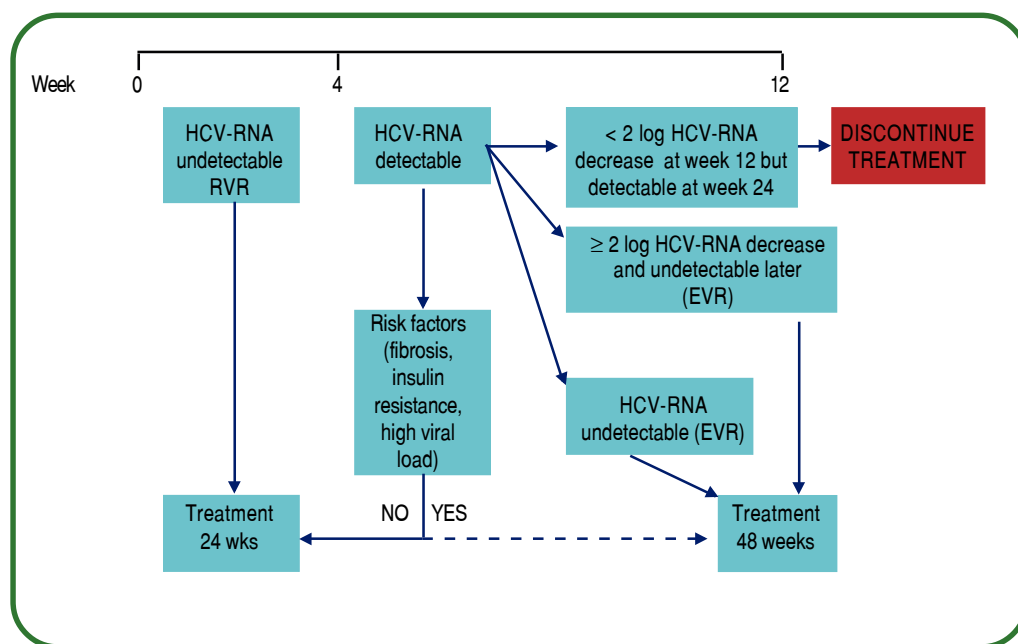 Week
0
4
12
HCV-RNA
undetectable
RVR
HCV-RNA
detectable
< 2 log HCV-RNA
decrease at week 12 but
detectable at week 24
DISCONTINUE
TREATMENT
≥ 2 log HCV-RNA decrease
and undetectable later
(EVR)
Risk factors
(fibrosis,
insulin
resistance,
high viral
load)
HCV-RNA
undetectable (EVR)
NO
YES
Treatment
24 wks
Treatment
48 weeks